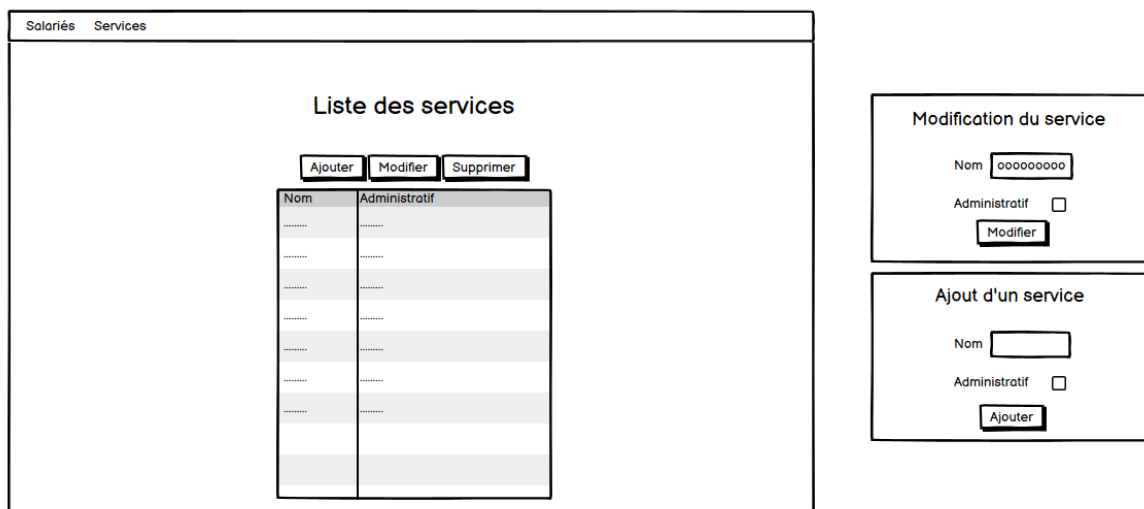 Salariés Services
Liste des services
Ajouter Modifier Supprimer
Nom Administratif
......... .........
......... .........
......... .........
......... .........
......... .........
......... .........
......... .........
Modification du service
Nom ooooooooo
Administratif
Modifier
Ajout d'un service
Nom
Administratif
Ajouter